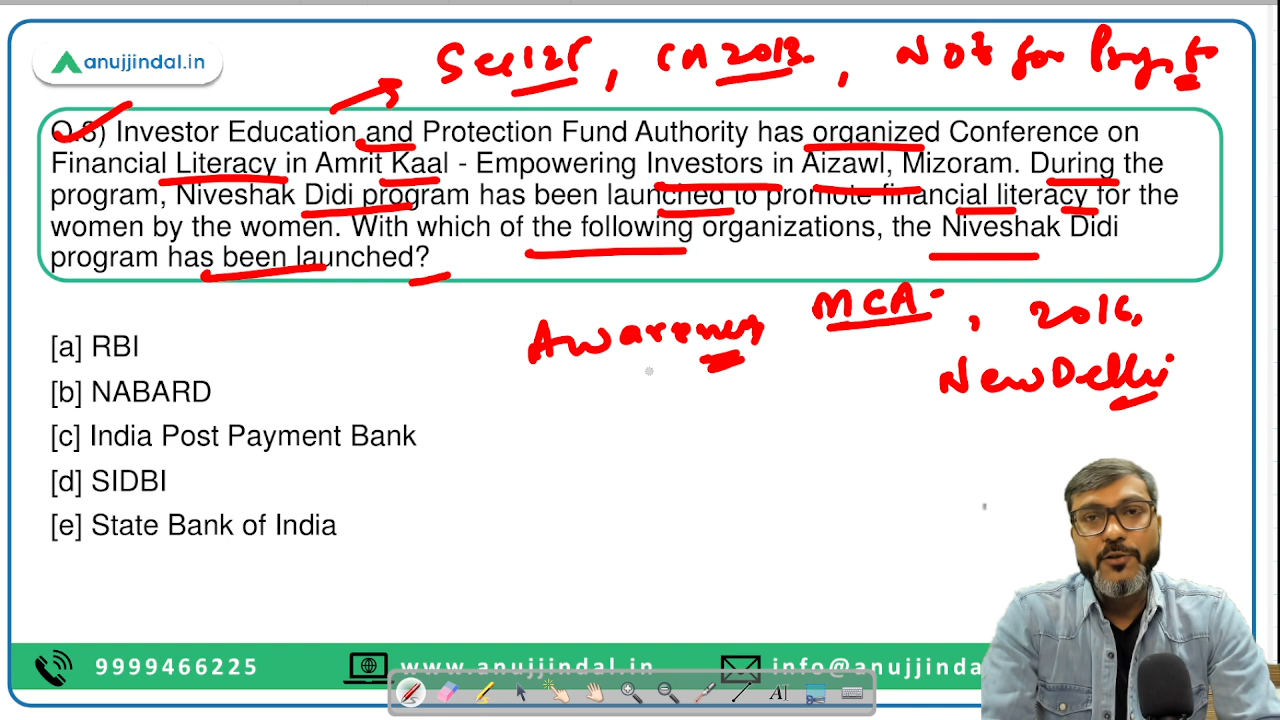 anujjindal.in
Sec 125, CA 2013, Not for Profit
Q.8) Investor Education and Protection Fund Authority has organized Conference on
Financial Literacy in Amrit Kaal - Empowering Investors in Aizawl, Mizoram. During the
program, Niveshak Didi program has been launched to promote financial literacy for the
women by the women. With which of the following organizations, the Niveshak Didi
program has been launched?
Awareness MCA, 2016,
New Delhi
[a] RBI
[b] NABARD
[c] India Post Payment Bank
[d] SIDBI
[e] State Bank of India
9999466225 www.anujjindal.in info@anujjinda